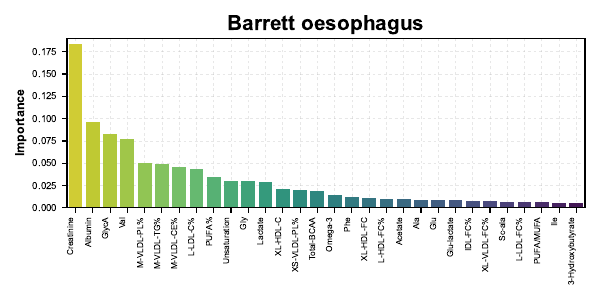 Barrett oesophagus
Importance
0.175
0.150
0.125
0.100
0.075
0.050
0.025
0.000
Creatinine
Albumin
GlycA
Val
M-VLDL-PL%
M-VLDL-TG%
M-VLDL-CE%
L-LDL-C%
PUFA%
Unsaturation
Gly
Lactate
XL-HDL-C
XS-VLDL-PL%
Total-BCAA
Omega-3
Phe
XL-HDL-FC
L-HDL-FC%
Acetate
Ala
Glu
Glu-lactate
IDL-FC%
XL-VLDL-FC%
Sc-ala
L-LDL-FC%
PUFA/MUFA
Ile
3-Hydroxybutyrate